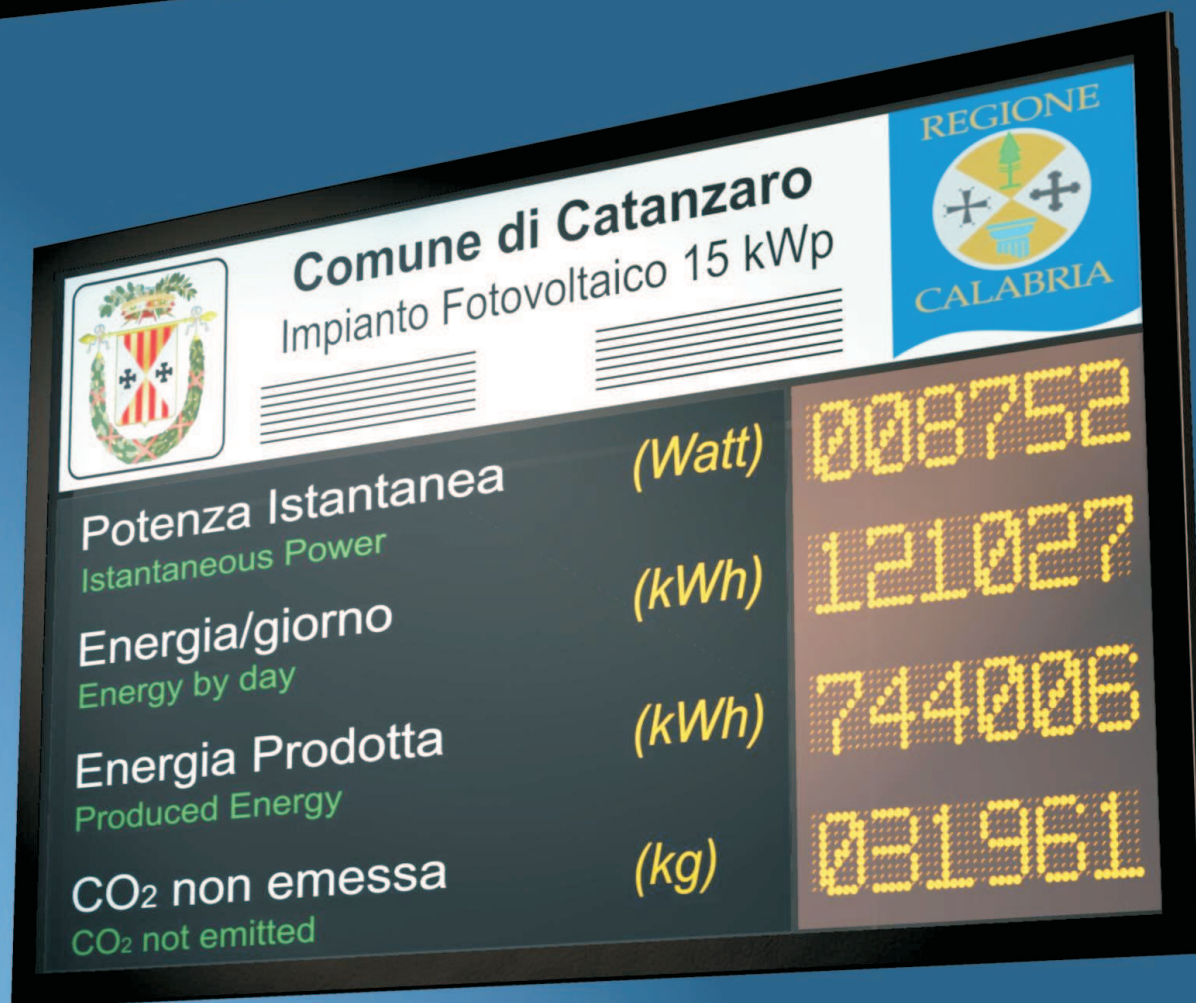 Comune di Catanzaro
Impianto Fotovoltaico 15 kWp
REGIONE
CALABRIA
Potenza Istantanea (Watt) 008752
Istantaneous Power
Energia/giorno (kWh) 121027
Energy by day
Energia Prodotta (kWh) 744006
Produced Energy
CO2 non emessa (kg) 031961
CO2 not emitted